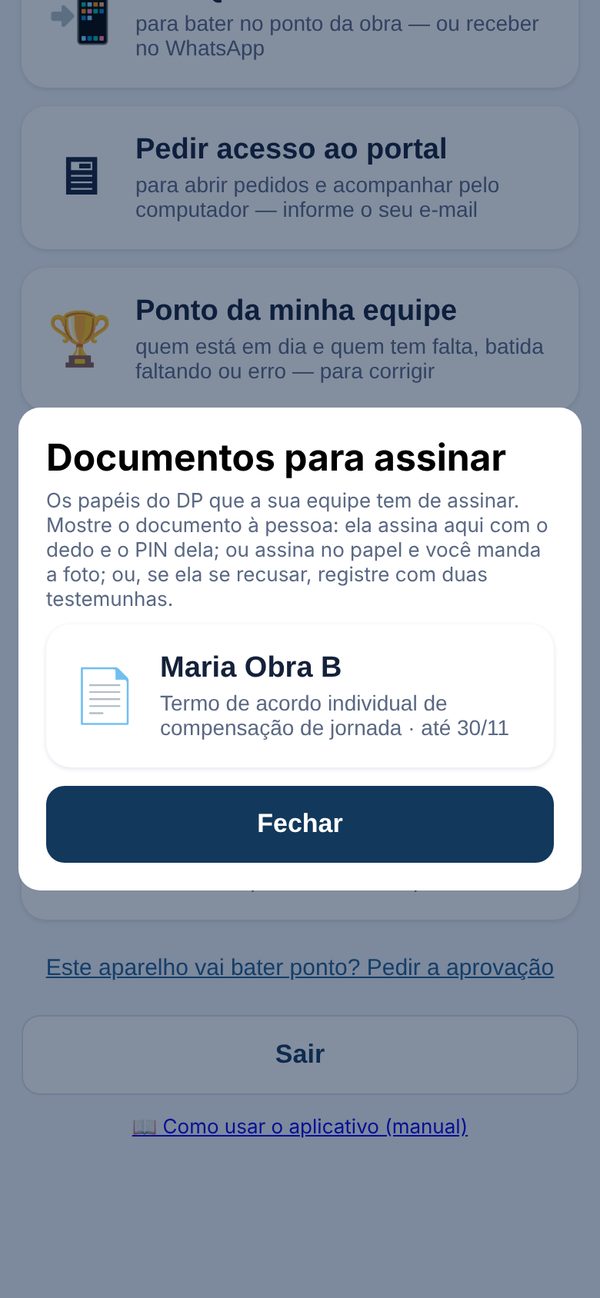 para bater no ponto da obra — ou receber
no WhatsApp
Pedir acesso ao portal
para abrir pedidos e acompanhar pelo
computador — informe o seu e-mail
Ponto da minha equipe
quem está em dia e quem tem falta, batida
faltando ou erro — para corrigir
Documentos para assinar
Os papéis do DP que a sua equipe tem de assinar.
Mostre o documento à pessoa: ela assina aqui com o
dedo e o PIN dela; ou assina no papel e você manda
a foto; ou, se ela se recusar, registre com duas
testemunhas.
Maria Obra B
Termo de acordo individual de
compensação de jornada · até 30/11
Fechar
Este aparelho vai bater ponto? Pedir a aprovação
Sair
📖 Como usar o aplicativo (manual)